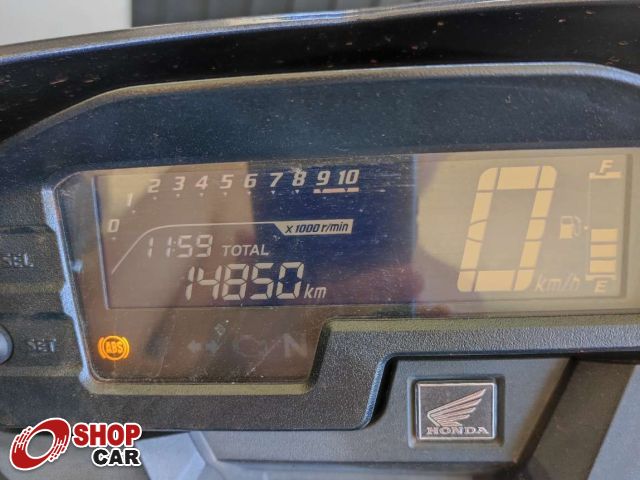 0 1 2 3 4 5 6 7 8 9 10
x 1000 r/min
11:59 TOTAL
14850 km
0 km/h
F
E
SEL
SET
ABS
N
HONDA
SHOP
CAR